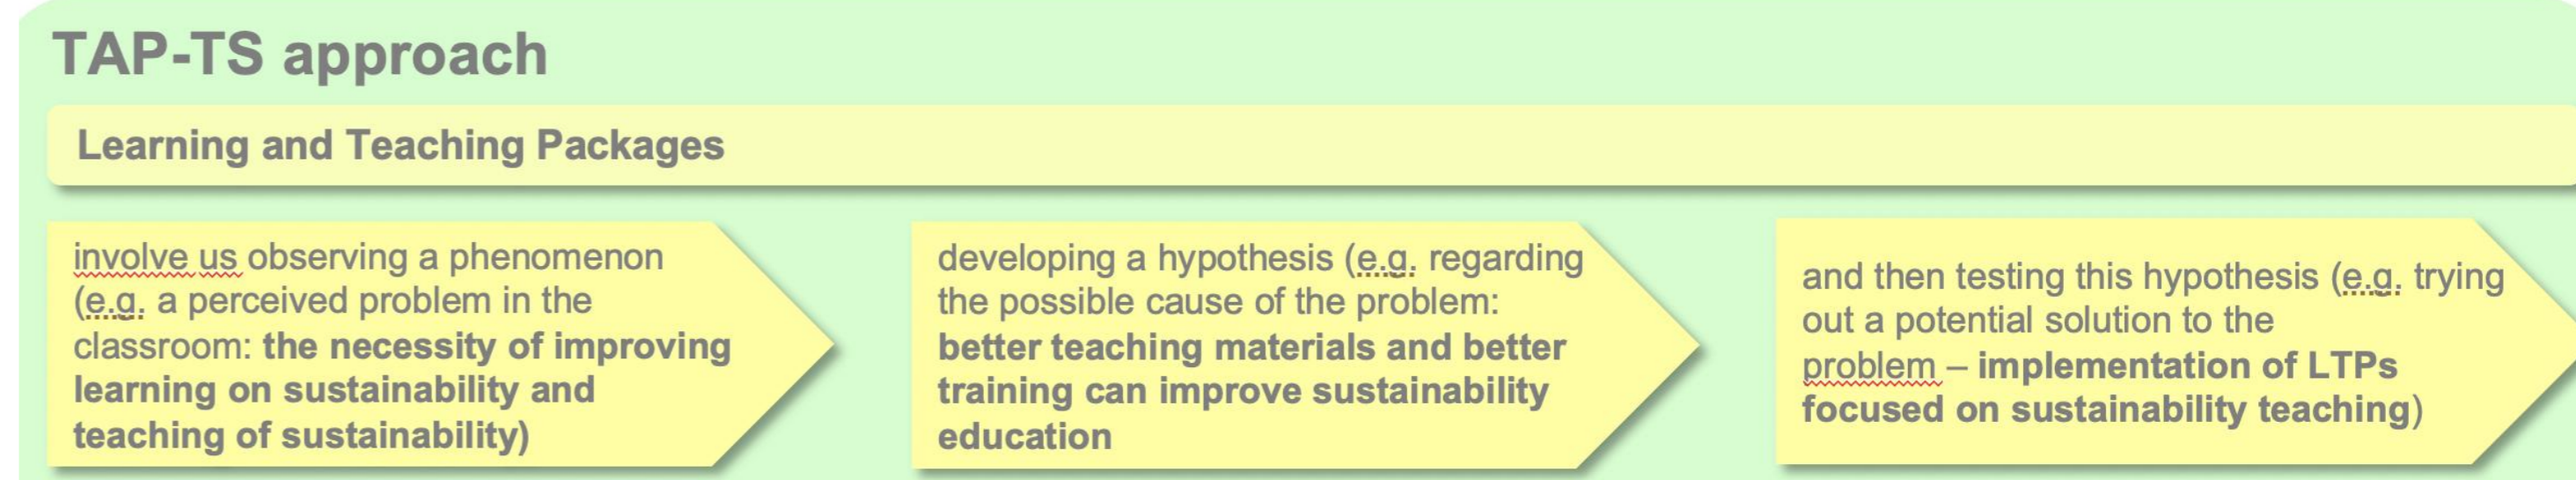 TAP-TS approach
Learning and Teaching Packages
involve us observing a phenomenon
(e.g. a perceived problem in the
classroom: the necessity of improving
learning on sustainability and
teaching of sustainability)
developing a hypothesis (e.g. regarding
the possible cause of the problem:
better teaching materials and better
training can improve sustainability
education
and then testing this hypothesis (e.g. trying
out a potential solution to the
problem – implementation of LTPs
focused on sustainability teaching)